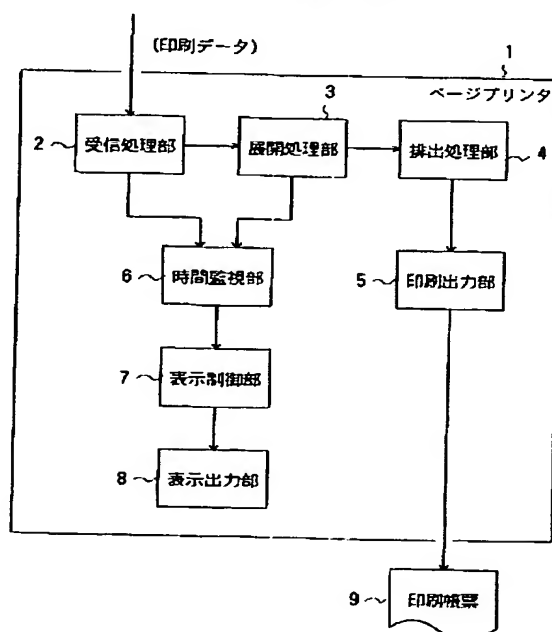 (印刷データ)
1
ページプリンタ
2 受信処理部
3
展開処理部
排出処理部 4
6 時間監視部
5 印刷出力部
7 表示制御部
8 表示出力部
9 印刷帳票